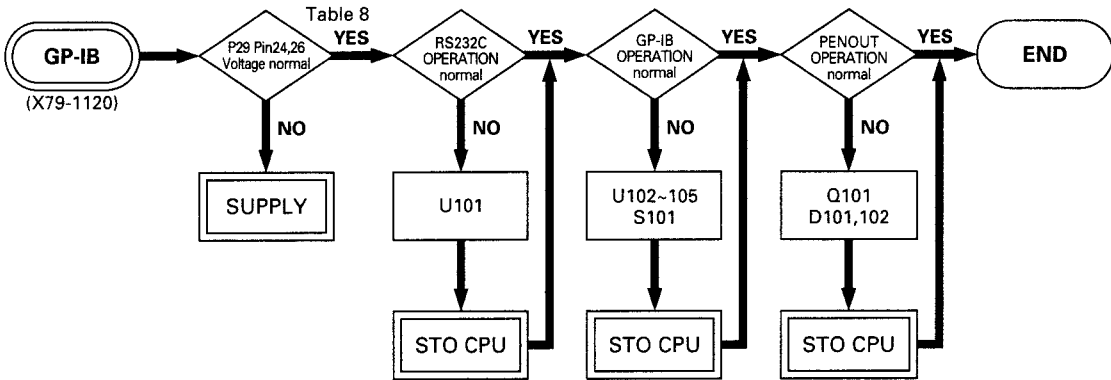 Table 8
GP-IB
(X79-1120)
P29 Pin24,26
Voltage normal
YES
NO
SUPPLY
RS232C
OPERATION
normal
YES
NO
U101
STO CPU
GP-IB
OPERATION
normal
YES
NO
U102~105
S101
STO CPU
PENOUT
OPERATION
normal
YES
NO
Q101
D101,102
STO CPU
END